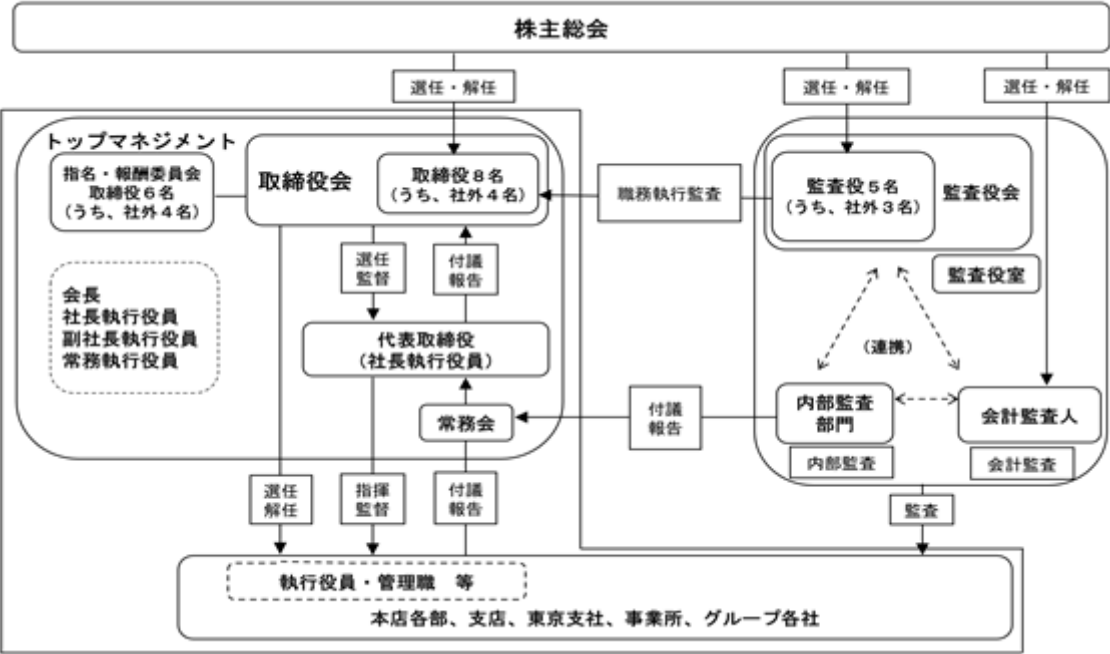 株主総会
選任・解任
選任・解任
選任・解任
トップマネジメント
指名・報酬委員会
取締役６名
（うち、社外４名）
取締役会
取締役８名
（うち、社外４名）
職務執行監査
監査役５名
（うち、社外３名）
監査役会
監査役室
選任
監督
付議
報告
会長
社長執行役員
副社長執行役員
常務執行役員
代表取締役
（社長執行役員）
（連携）
常務会
付議
報告
内部監査
部門
会計監査人
内部監査
会計監査
選任
解任
指揮
監督
付議
報告
監査
執行役員・管理職　等
本店各部、支店、東京支社、事業所、グループ各社